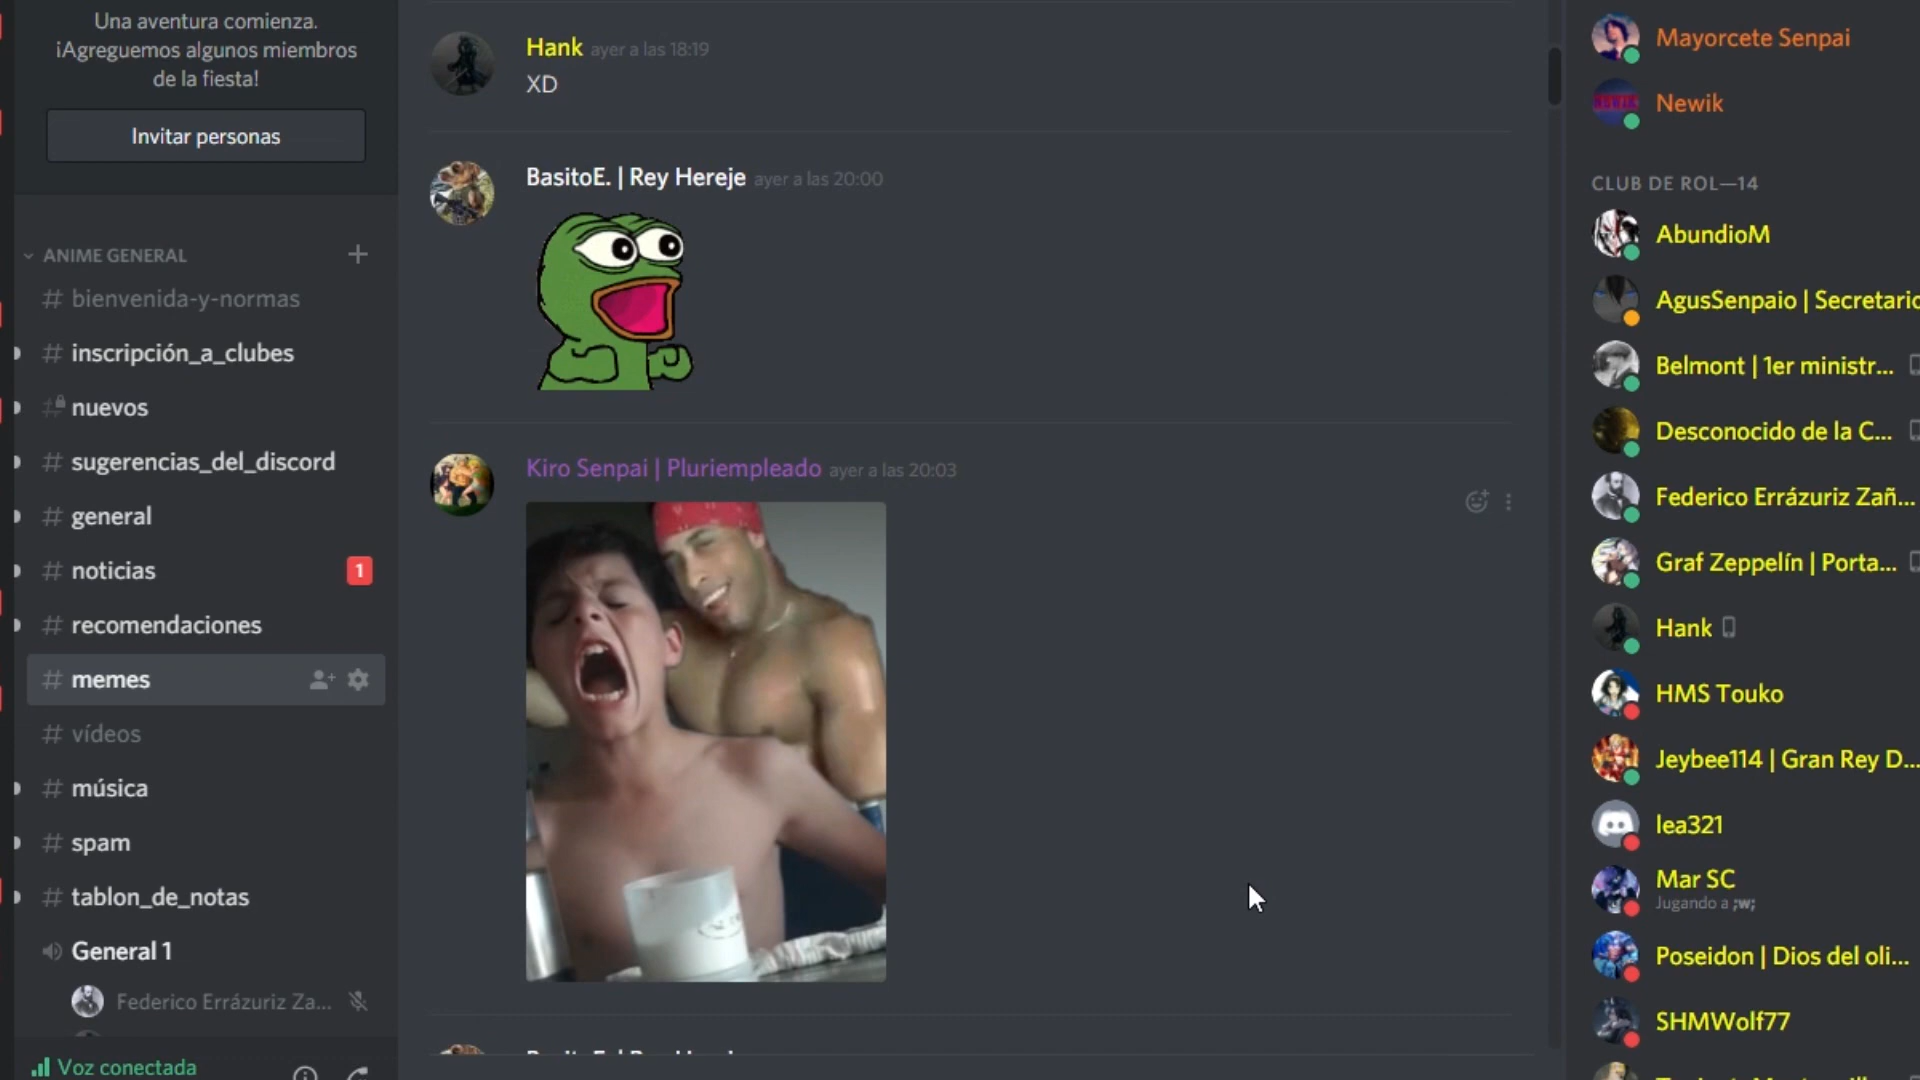 Una aventura comienza.
¡Agreguemos algunos miembros
de la fiesta!
Invitar personas
ANIME GENERAL
# bienvenida-y-normas
# inscripción_a_clubes
nuevos
# sugerencias_del_discord
# general
# noticias
1
# recomendaciones
# memes
# vídeos
# música
# spam
# tablon_de_notas
General 1
Federico Errázuriz Za...
Voz conectada
Hank ayer a las 18:19
XD
BasitoE. | Rey Hereje ayer a las 20:00
Kiro Senpai | Pluriempleado ayer a las 20:03
Mayorcete Senpai
Newik
CLUB DE ROL—14
AbundioM
AgusSenpaio | Secretario
Belmont | 1er ministr...
Desconocido de la C...
Federico Errázuriz Zañ...
Graf Zeppelín | Porta...
Hank
HMS Touko
Jeybee114 | Gran Rey D...
lea321
Mar SC
Jugando a ;w;
Poseidon | Dios del oli...
SHMWolf77